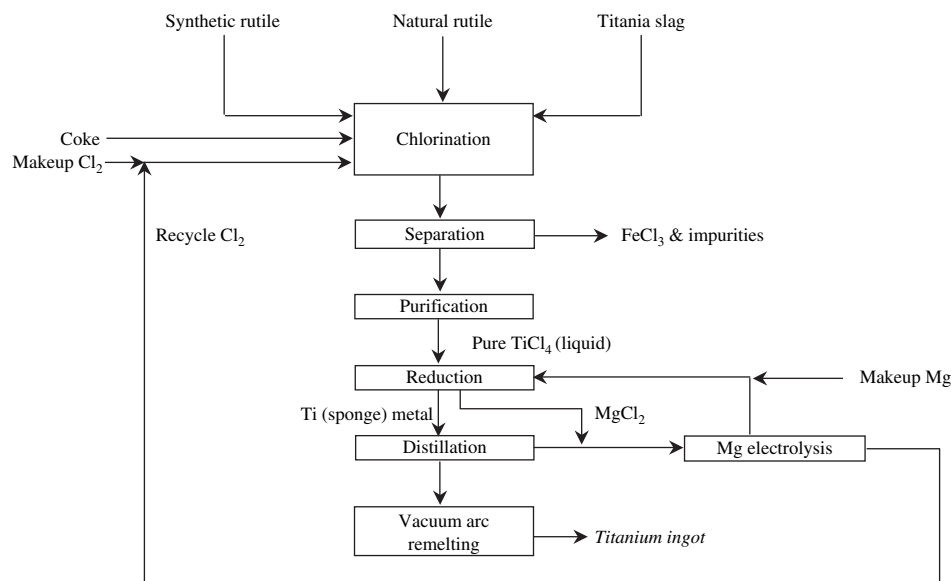 Synthetic rutile
Natural rutile
Titania slag
Chlorination
Coke
Makeup Cl₂
Recycle Cl₂
Separation
FeCl₃ & impurities
Purification
Pure TiCl₄ (liquid)
Reduction
Makeup Mg
Ti (sponge) metal
MgCl₂
Distillation
Mg electrolysis
Vacuum arc
remelting
Titanium ingot